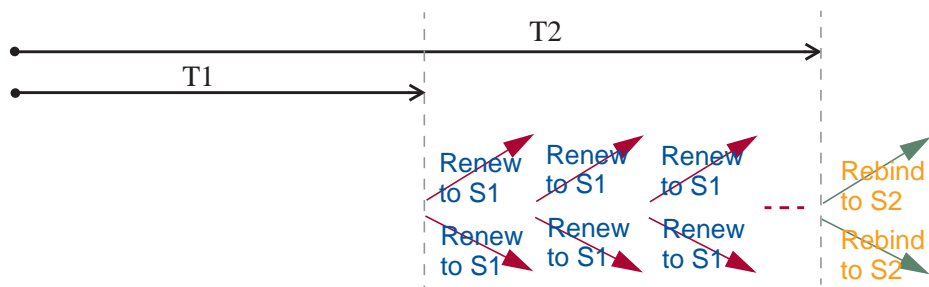 T2
T1
Renew
to S1
Renew
to S1
Renew
to S1
Rebind
to S2
Renew
to S1
Renew
to S1
Renew
to S1
Rebind
to S2